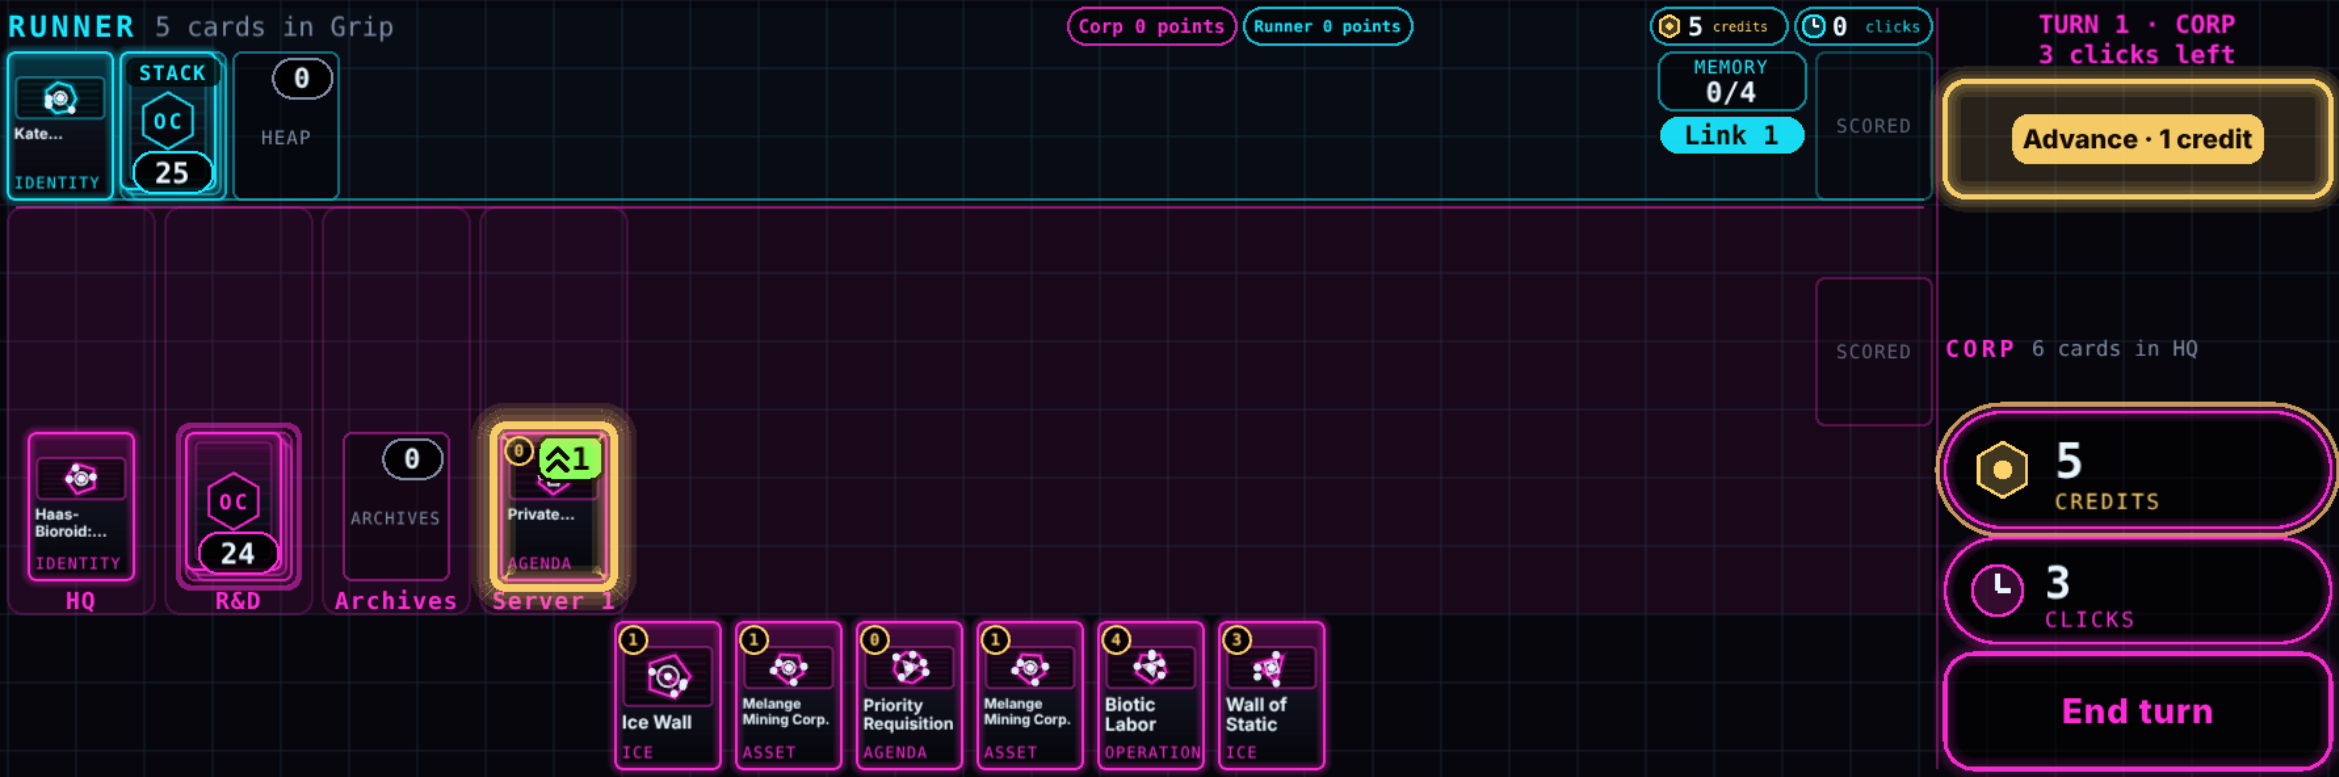 RUNNER 5 cards in Grip
Corp 0 points
Runner 0 points
5 credits
0 clicks
TURN 1 · CORP
3 clicks left
Kate...
IDENTITY
STACK
OC
25
0
HEAP
MEMORY
0/4
Link 1
SCORED
Advance · 1 credit
SCORED
CORP 6 cards in HQ
Haas-
Bioroid:...
IDENTITY
HQ
OC
24
R&D
0
ARCHIVES
Archives
0
1
Private...
AGENDA
Server 1
5
CREDITS
3
CLICKS
End turn
1
Ice Wall
ICE
1
Melange
Mining Corp.
ASSET
0
Priority
Requisition
AGENDA
1
Melange
Mining Corp.
ASSET
4
Biotic
Labor
OPERATION
3
Wall of
Static
ICE